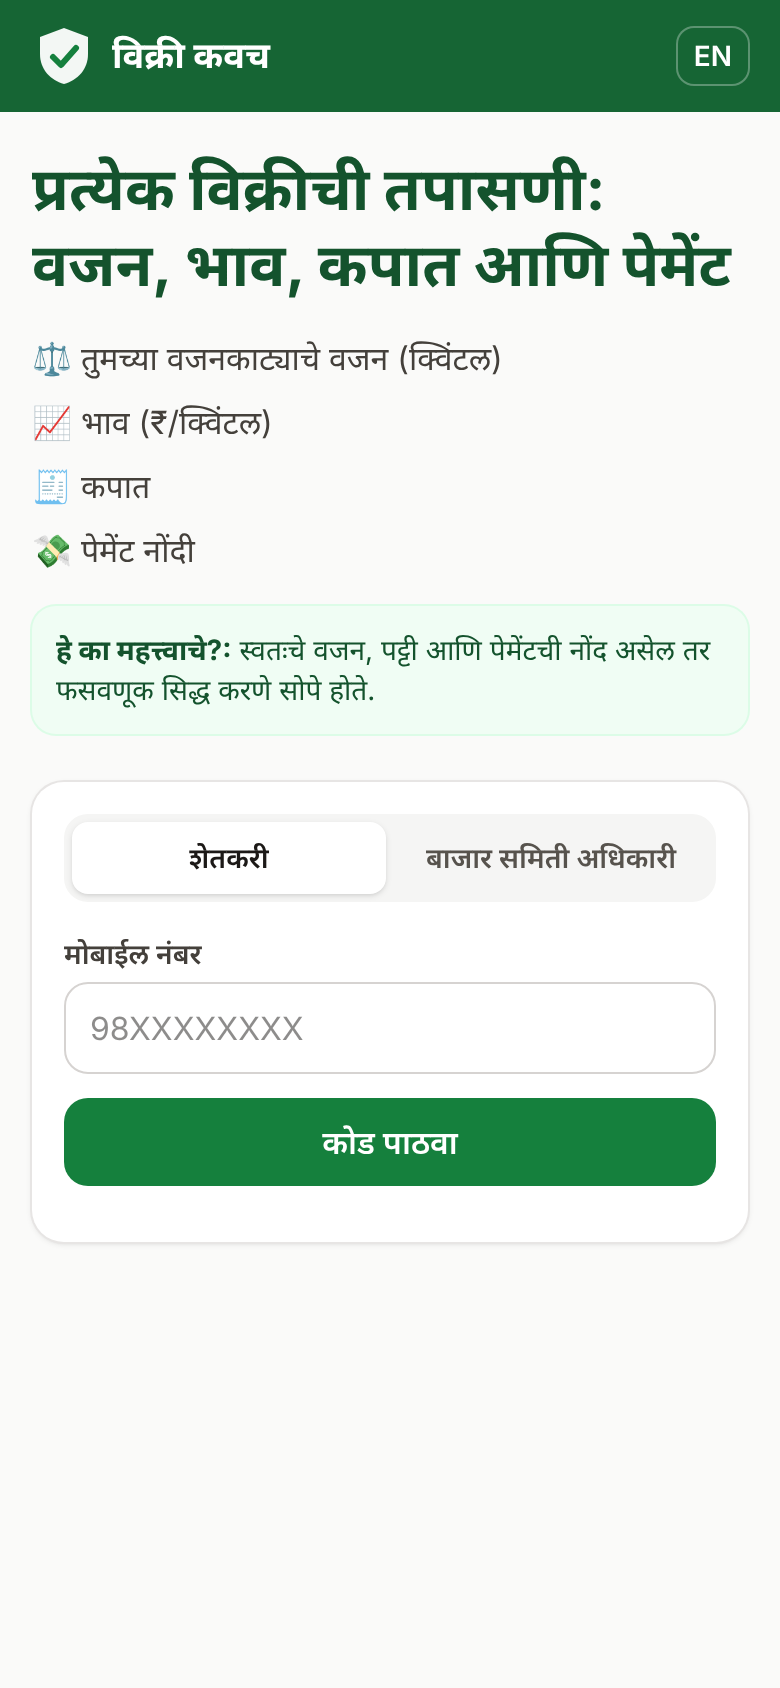 विक्री कवच
EN
प्रत्येक विक्रीची तपासणी:
वजन, भाव, कपात आणि पेमेंट
तुमच्या वजनकाट्याचे वजन (क्विंटल)
भाव (₹/क्विंटल)
कपात
पेमेंट नोंदी
हे का महत्त्वाचे?: स्वतःचे वजन, पट्टी आणि पेमेंटची नोंद असेल तर
फसवणूक सिद्ध करणे सोपे होते.
शेतकरी
बाजार समिती अधिकारी
मोबाईल नंबर
98XXXXXXXX
कोड पाठवा